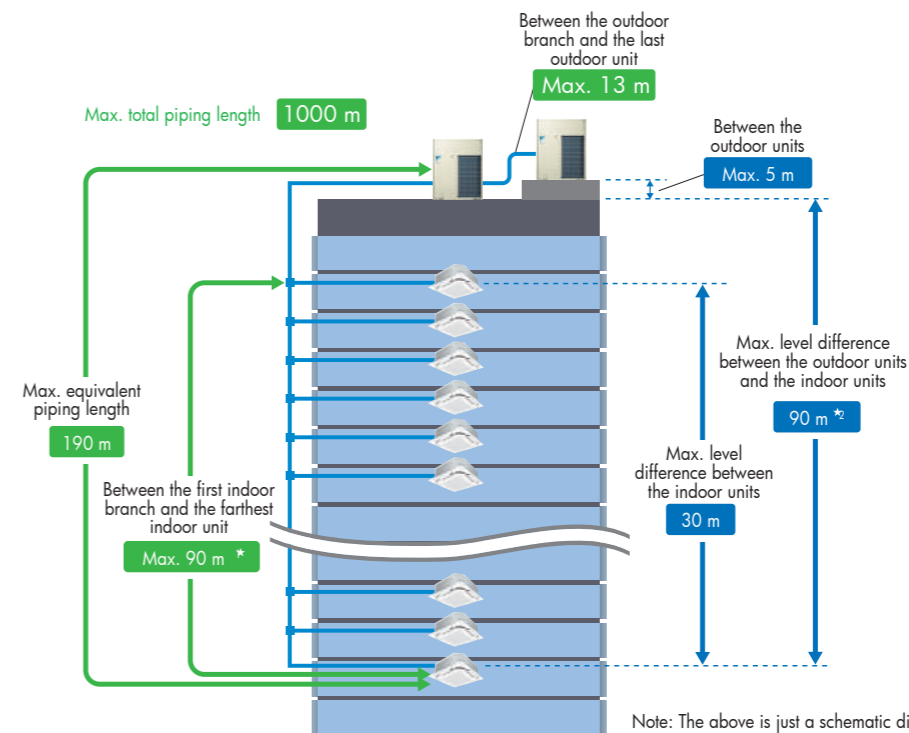 Between the outdoor
branch and the last
outdoor unit
Max. 13 m
Max. total piping length 1000 m
Between the
outdoor units
Max. 5 m
Max. level difference
between the outdoor units
and the indoor units
90 m ★2
Max. equivalent
piping length
190 m
Max. level
difference between
the indoor units
30 m
Between the first indoor
branch and the farthest
indoor unit
Max. 90 m ★
Note: The above is just a schematic di